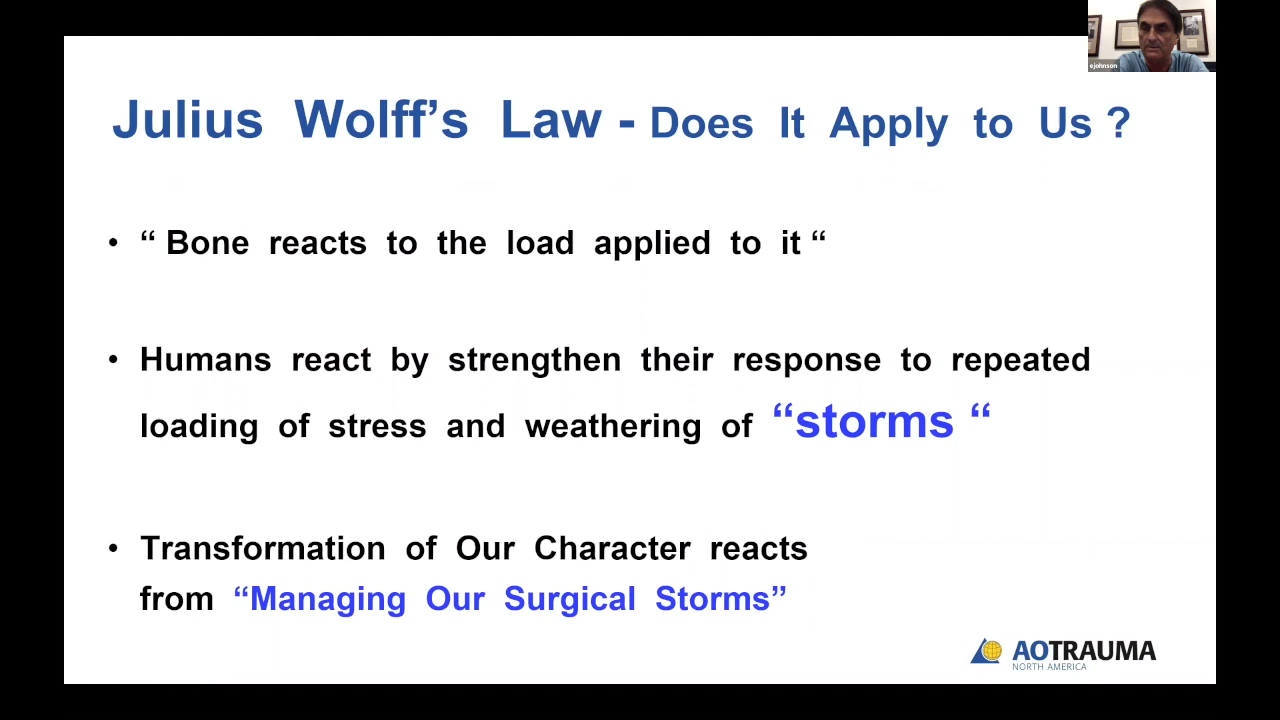 ejohnson
Julius Wolff’s Law - Does It Apply to Us ?
• “ Bone reacts to the load applied to it “
• Humans react by strengthen their response to repeated
loading of stress and weathering of “storms “
• Transformation of Our Character reacts
from “Managing Our Surgical Storms”
AOTRAUMA
NORTH AMERICA